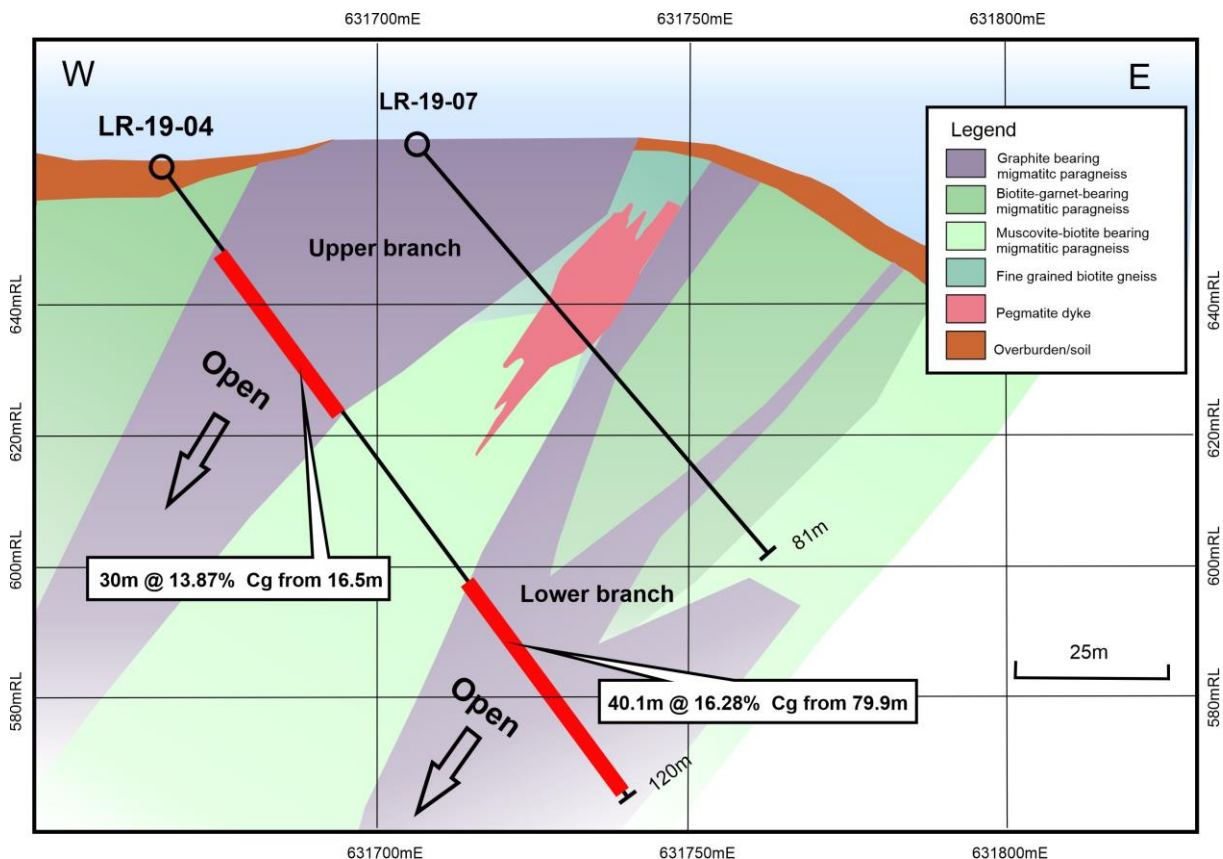 631700mE
631750mE
631800mE
W
E
LR-19-04
LR-19-07
Legend
Graphite bearing
migmatitic paragneiss
Biotite-garnet-bearing
migmatitic paragneiss
Muscovite-biotite bearing
migmatitic paragneiss
Fine grained biotite gneiss
Pegmatite dyke
Overburden/soil
Upper branch
640mRL
640mRL
Open
620mRL
620mRL
81m
30m @ 13.87% Cg from 16.5m
600mRL
600mRL
Lower branch
25m
Open
40.1m @ 16.28% Cg from 79.9m
580mRL
580mRL
120m
631700mE
631750mE
631800mE